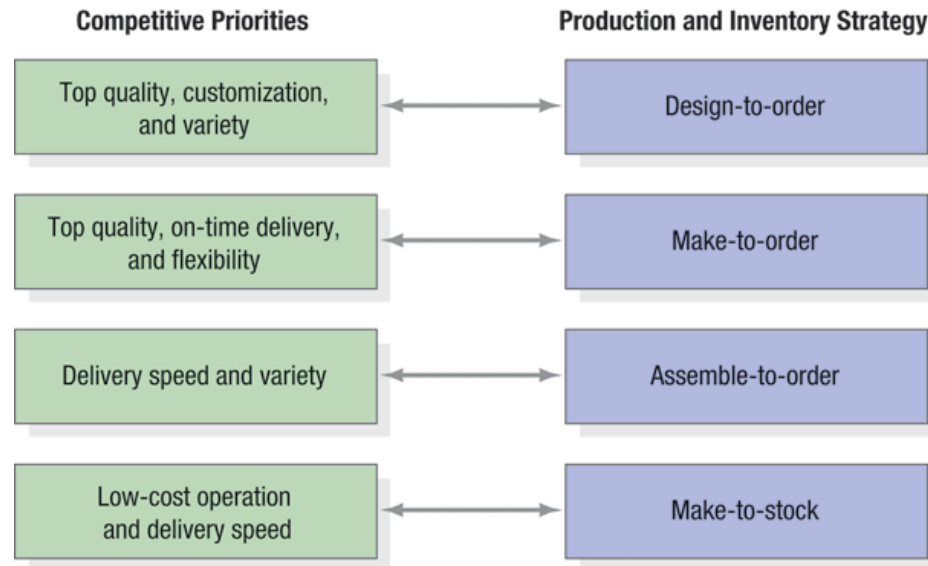 Competitive Priorities
Production and Inventory Strategy
Top quality, customization,
and variety
Design-to-order
Top quality, on-time delivery,
and flexibility
Make-to-order
Delivery speed and variety
Assemble-to-order
Low-cost operation
and delivery speed
Make-to-stock